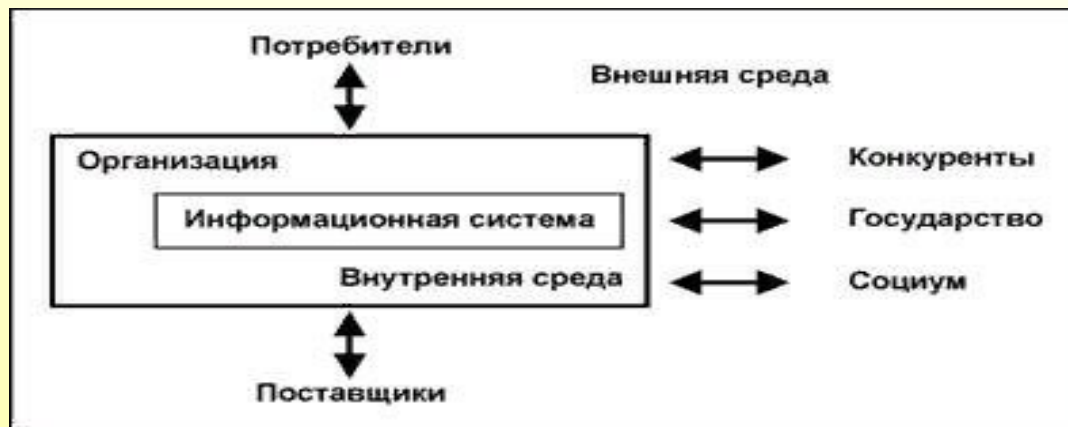 Потребители
Внешняя среда
Организация
Конкуренты
Информационная система
Государство
Внутренняя среда
Социум
Поставщики